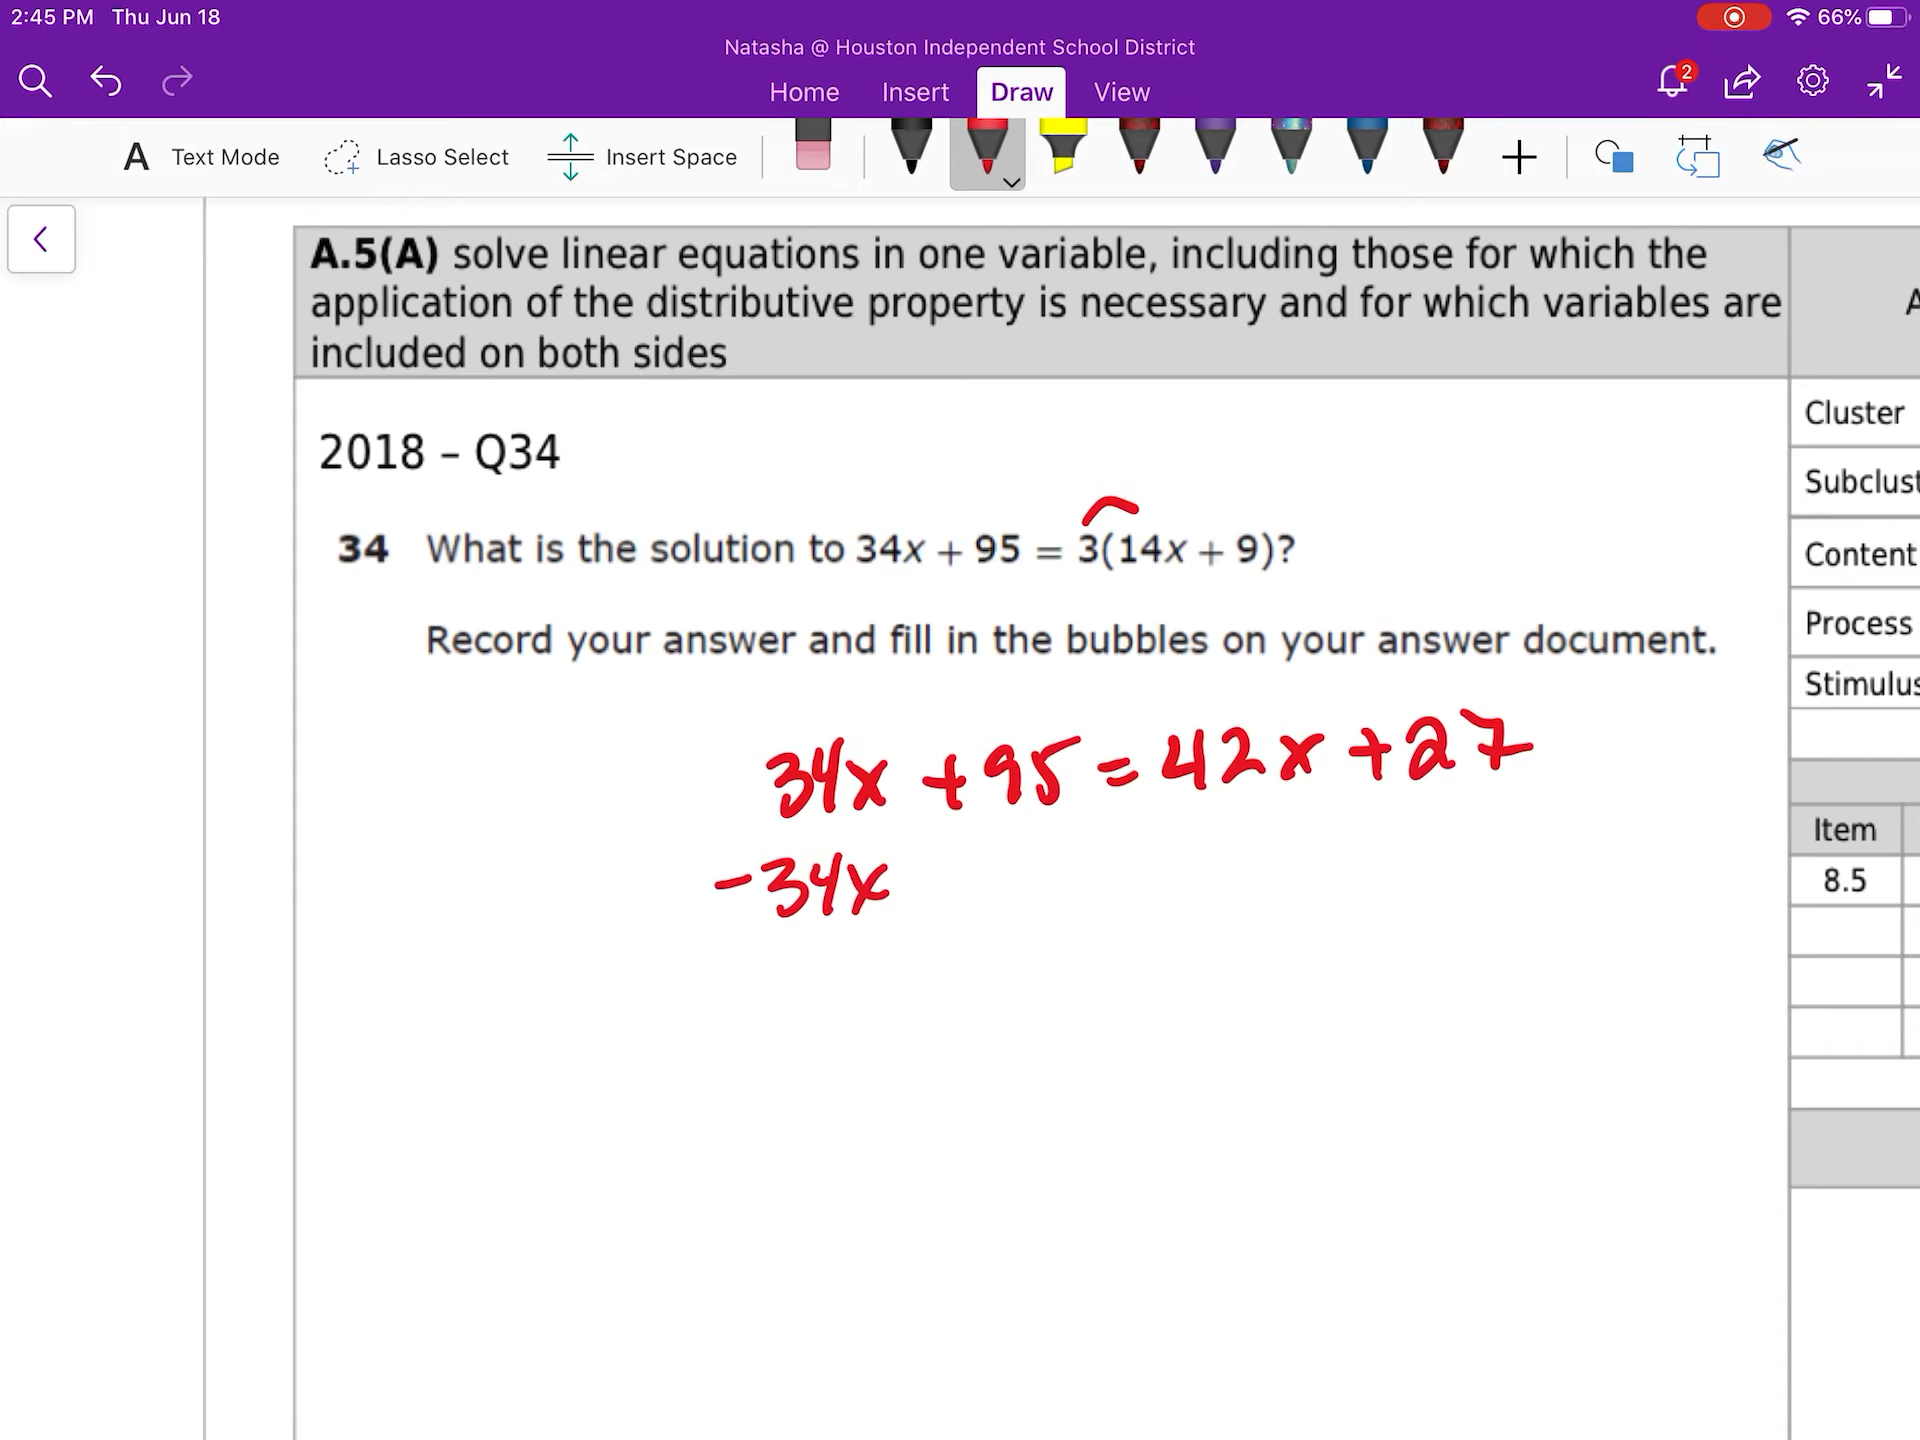 2:45 PM Thu Jun 18
66%
Natasha @ Houston Independent School District
Home Insert Draw View
2
A Text Mode Lasso Select Insert Space
A.5(A) solve linear equations in one variable, including those for which the
application of the distributive property is necessary and for which variables are
included on both sides
A
2018 – Q34
34 What is the solution to 34x + 95 = 3(14x + 9)?
Record your answer and fill in the bubbles on your answer document.
34x + 95 = 42x + 27
- 34x
Cluster
Subclust
Content
Process
Stimulus
Item
8.5